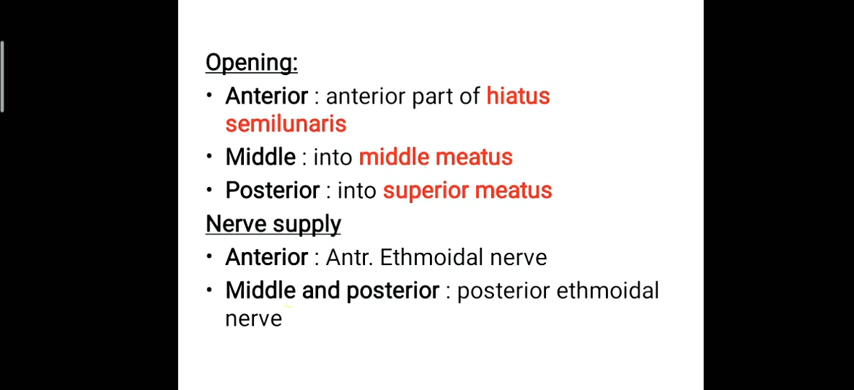 Opening:
• Anterior : anterior part of hiatus
semilunaris
• Middle : into middle meatus
• Posterior : into superior meatus
Nerve supply
• Anterior : Antr. Ethmoidal nerve
• Middle and posterior : posterior ethmoidal
nerve